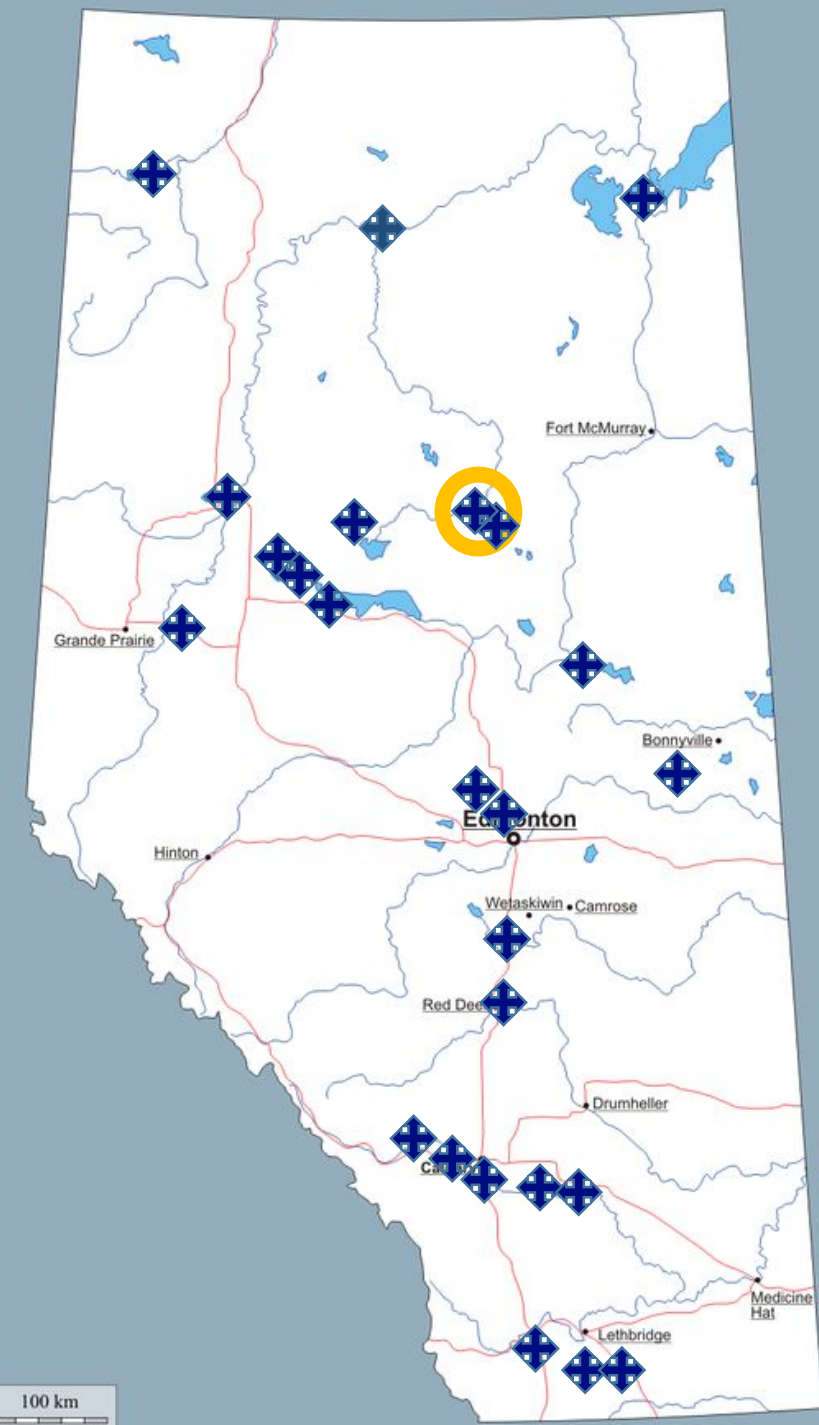 Fort McMurray
Grande Prairie
Bonnyville
Hinton
Wetaskiwin
Camrose
Drumheller
Medicine
Hat
Lethbridge
100 km